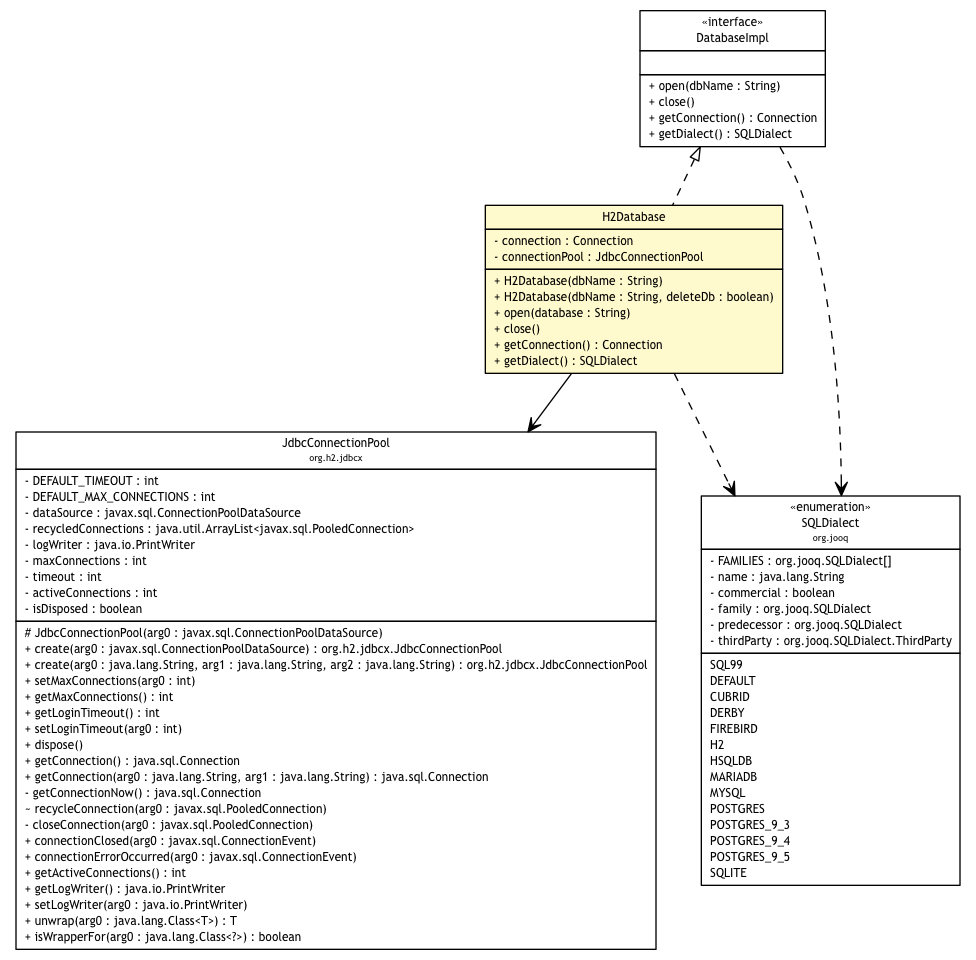 «interface»
DatabaseImpl
+ open(dbName : String)
+ close()
+ getConnection() : Connection
+ getDialect() : SQLDialect
H2Database
- connection : Connection
- connectionPool : JdbcConnectionPool
+ H2Database(dbName : String)
+ H2Database(dbName : String, deleteDb : boolean)
+ open(database : String)
+ close()
+ getConnection() : Connection
+ getDialect() : SQLDialect
JdbcConnectionPool
org.h2.jdbcx
- DEFAULT_TIMEOUT : int
- DEFAULT_MAX_CONNECTIONS : int
- dataSource : javax.sql.ConnectionPoolDataSource
- recycledConnections : java.util.ArrayList<javax.sql.PooledConnection>
- logWriter : java.io.PrintWriter
- maxConnections : int
- timeout : int
- activeConnections : int
- isDisposed : boolean
# JdbcConnectionPool(arg0 : javax.sql.ConnectionPoolDataSource)
+ create(arg0 : javax.sql.ConnectionPoolDataSource) : org.h2.jdbcx.JdbcConnectionPool
+ create(arg0 : java.lang.String, arg1 : java.lang.String, arg2 : java.lang.String) : org.h2.jdbcx.JdbcConnectionPool
+ setMaxConnections(arg0 : int)
+ getMaxConnections() : int
+ getLoginTimeout() : int
+ setLoginTimeout(arg0 : int)
+ dispose()
+ getConnection() : java.sql.Connection
+ getConnection(arg0 : java.lang.String, arg1 : java.lang.String) : java.sql.Connection
- getConnectionNow() : java.sql.Connection
~ recycleConnection(arg0 : javax.sql.PooledConnection)
- closeConnection(arg0 : javax.sql.PooledConnection)
+ connectionClosed(arg0 : javax.sql.ConnectionEvent)
+ connectionErrorOccurred(arg0 : javax.sql.ConnectionEvent)
+ getActiveConnections() : int
+ getLogWriter() : java.io.PrintWriter
+ setLogWriter(arg0 : java.io.PrintWriter)
+ unwrap(arg0 : java.lang.Class<T>) : T
+ isWrapperFor(arg0 : java.lang.Class<?>) : boolean
«enumeration»
SQLDialect
org.jooq
- FAMILIES : org.jooq.SQLDialect[]
- name : java.lang.String
- commercial : boolean
- family : org.jooq.SQLDialect
- predecessor : org.jooq.SQLDialect
- thirdParty : org.jooq.SQLDialect.ThirdParty
SQL99
DEFAULT
CUBRID
DERBY
FIREBIRD
H2
HSQLDB
MARIADB
MYSQL
POSTGRES
POSTGRES_9_3
POSTGRES_9_4
POSTGRES_9_5
SQLITE